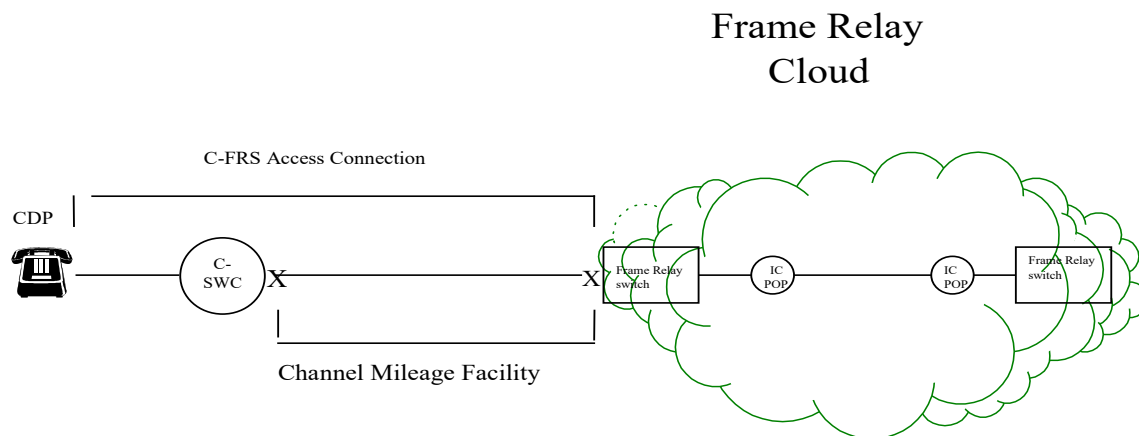 Frame Relay
Cloud
C-FRS Access Connection
CDP
C-
SWC
X
X
Frame Relay
switch
IC
POP
IC
POP
Frame Relay
switch
Channel Mileage Facility